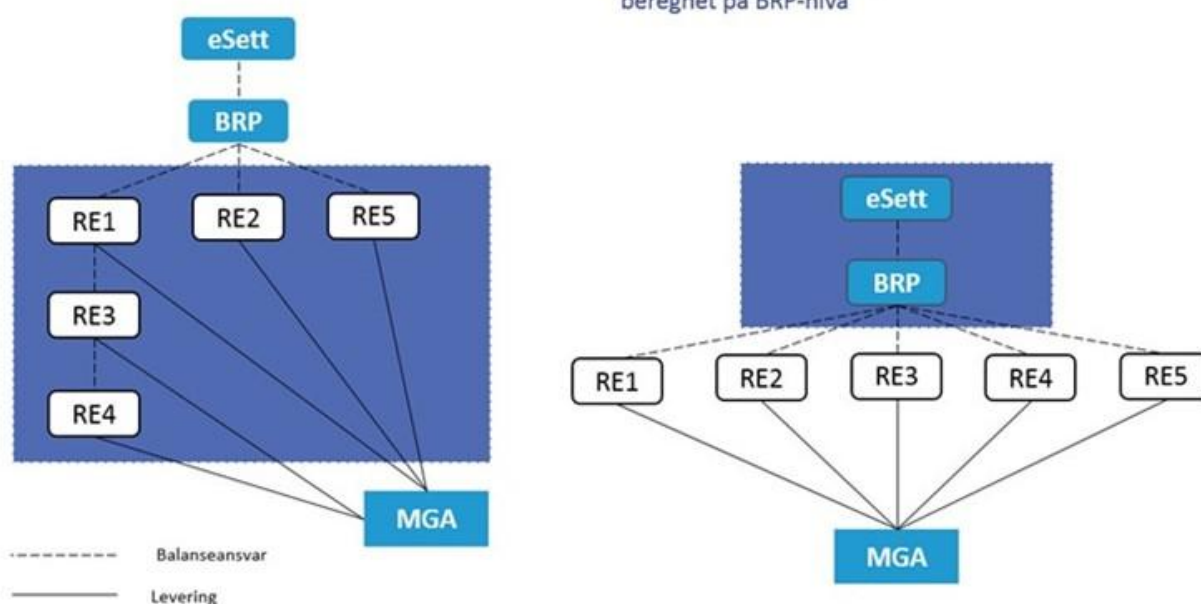 beregnet på BRP-nivå
eSett
BRP
RE1
RE2
RE5
RE3
RE4
MGA
Balanseansvar
Levering
eSett
BRP
RE1
RE2
RE3
RE4
RE5
MGA